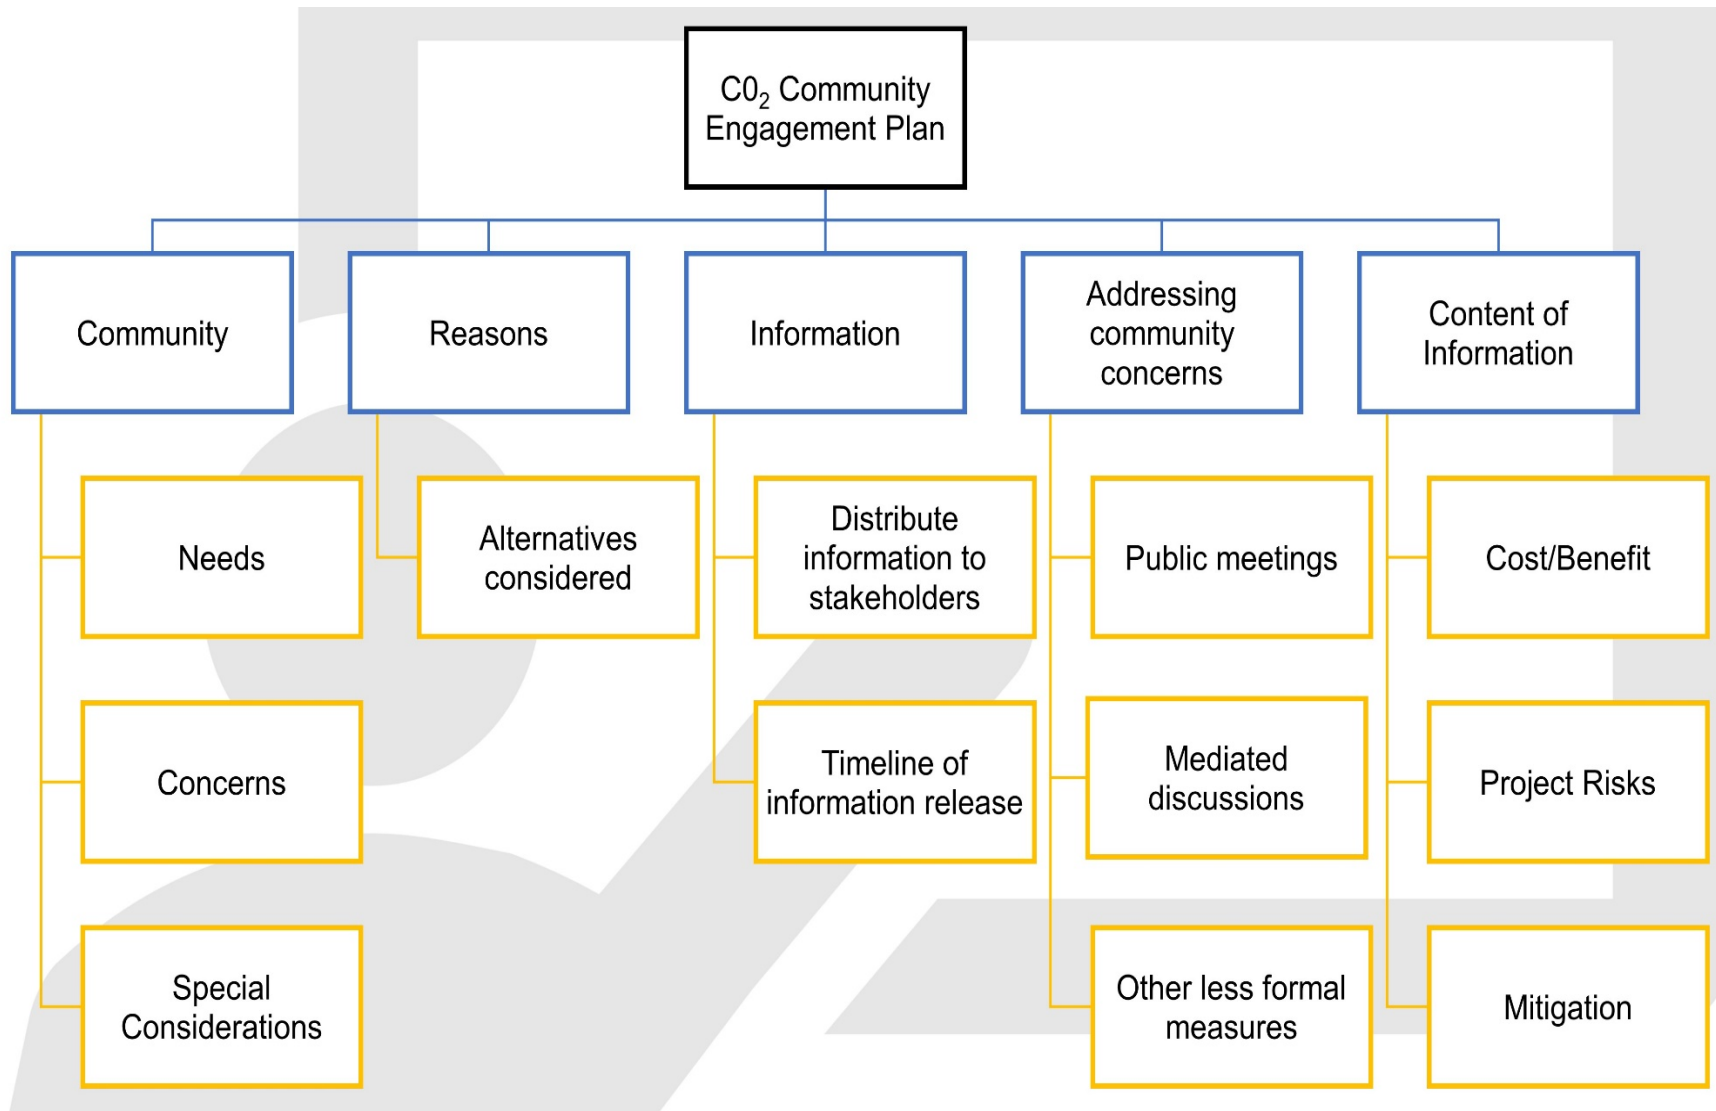 C0₂ Community
Engagement Plan
Community
Reasons
Information
Addressing
community
concerns
Content of
Information
Needs
Alternatives
considered
Distribute
information to
stakeholders
Public meetings
Cost/Benefit
Concerns
Timeline of
information release
Mediated
discussions
Project Risks
Special
Considerations
Other less formal
measures
Mitigation